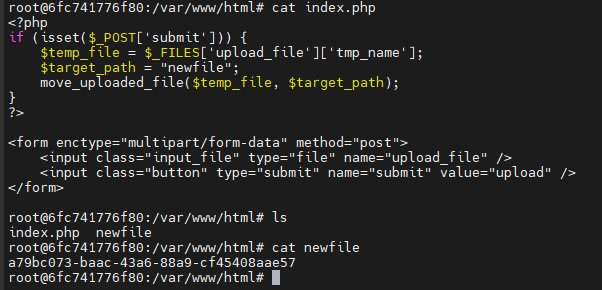 root@6fc741776f80:/var/www/html# cat index.php
<?php
if (isset($_POST['submit'])) {
    $temp_file = $_FILES['upload_file']['tmp_name'];
    $target_path = "newfile";
    move_uploaded_file($temp_file, $target_path);
}
?>

<form enctype="multipart/form-data" method="post">
    <input class="input_file" type="file" name="upload_file" />
    <input class="button" type="submit" name="submit" value="upload" />
</form>

root@6fc741776f80:/var/www/html# ls
index.php  newfile
root@6fc741776f80:/var/www/html# cat newfile
a79bc073-baac-43a6-88a9-cf45408aae57
root@6fc741776f80:/var/www/html#